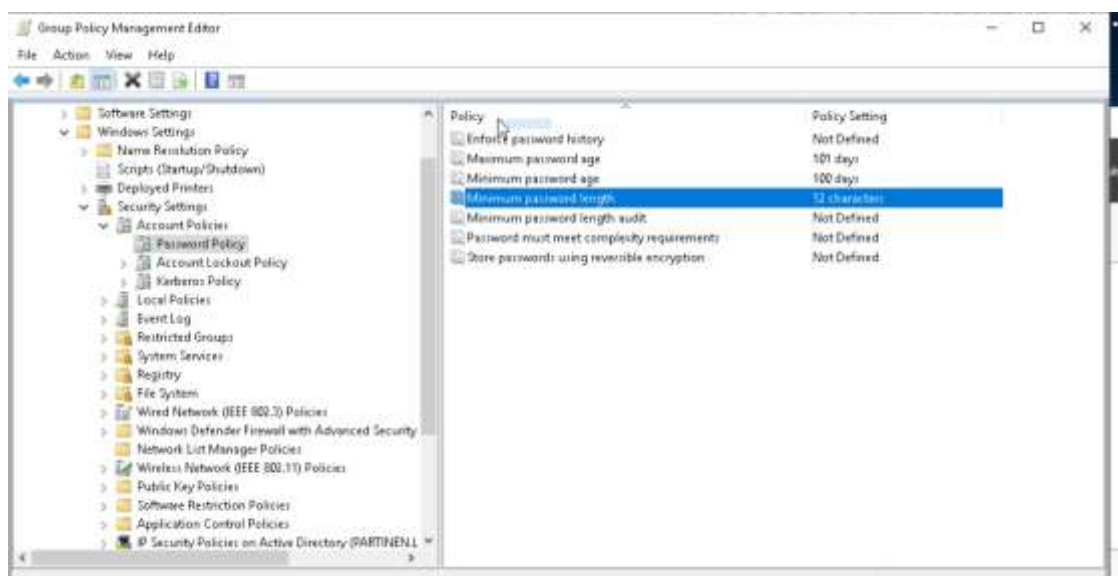 Group Policy Management Editor
File Action View Help
Software Settings
Windows Settings
Name Resolution Policy
Scripts (Startup/Shutdown)
Deployed Printers
Security Settings
Account Policies
Password Policy
Account Lockout Policy
Kerberos Policy
Local Policies
Event Log
Restricted Groups
System Services
Registry
File System
Wired Network (IEEE 802.3) Policies
Windows Defender Firewall with Advanced Security
Network List Manager Policies
Wireless Network (IEEE 802.11) Policies
Public Key Policies
Software Restriction Policies
Application Control Policies
IP Security Policies on Active Directory (PARTINEN.L
Policy Policy Setting
Enforce password history Not Defined
Maximum password age 101 days
Minimum password age 100 days
Minimum password length characters
Minimum password length audit Not Defined
Password must meet complexity requirements Not Defined
Store passwords using reversible encryption Not Defined